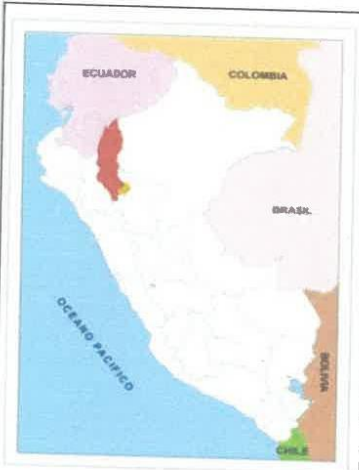 ECUADOR
COLOMBIA
BRASIL
OCEANO PACIFICO
BOLIVIA
CHILE